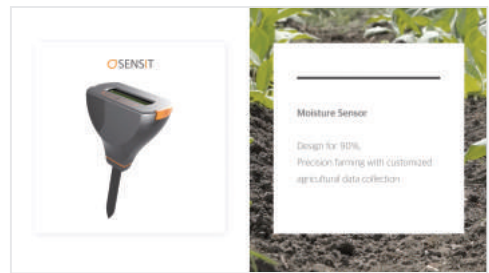 SENSIT
Moisture Sensor
Design for 90%,
Precision farming with customized
agricultural data collection